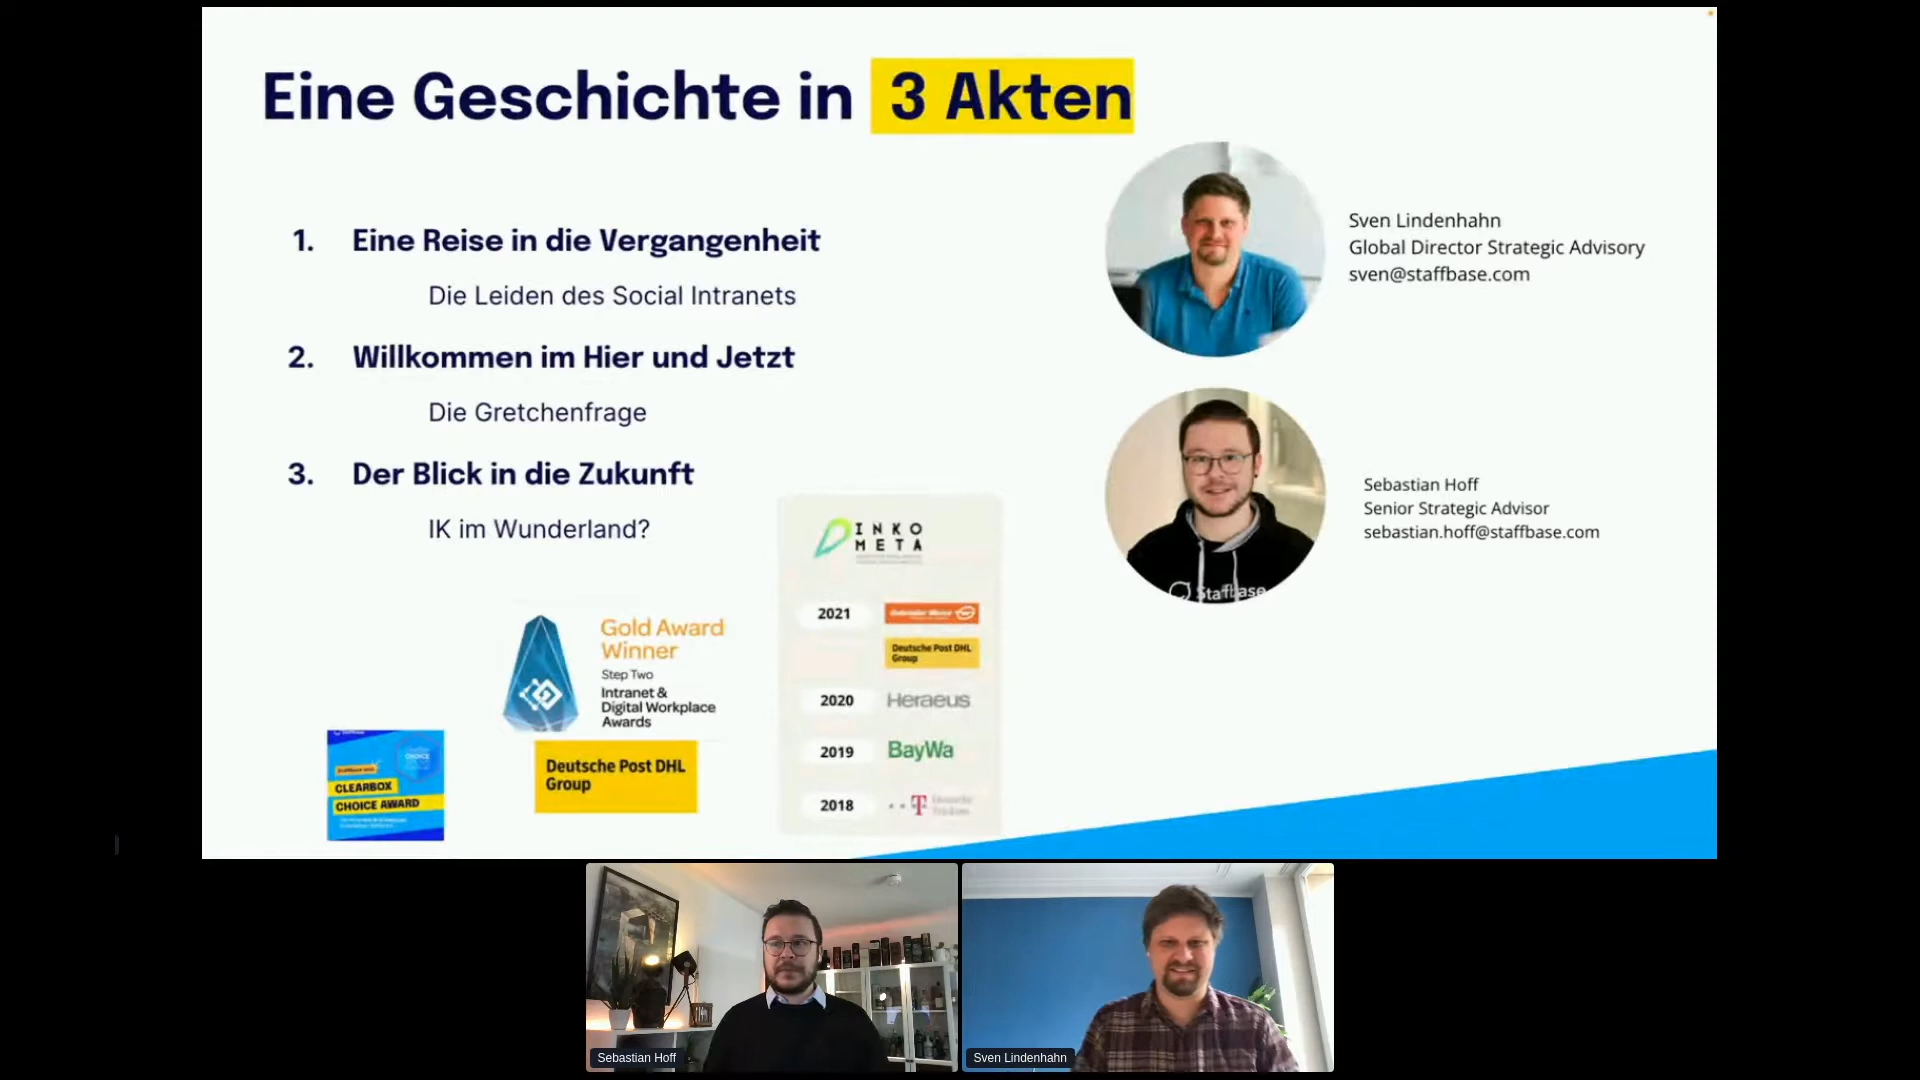 Eine Geschichte in 3 Akten
1. Eine Reise in die Vergangenheit
Die Leiden des Social Intranets
2. Willkommen im Hier und Jetzt
Die Gretchenfrage
3. Der Blick in die Zukunft
IK im Wunderland?
Sven Lindenhahn
Global Director Strategic Advisory
sven@staffbase.com
Sebastian Hoff
Senior Strategic Advisor
sebastian.hoff@staffbase.com
Staffbase
INKO
META
2021
Deutsche Post DHL
Group
2020 Heraeus
2019 BayWa
2018 T
Gold Award
Winner
Step Two
Intranet &
Digital Workplace
Awards
Deutsche Post DHL
Group
CHOICE
CLEARBOX
CHOICE AWARD
Sebastian Hoff
Sven Lindenhahn